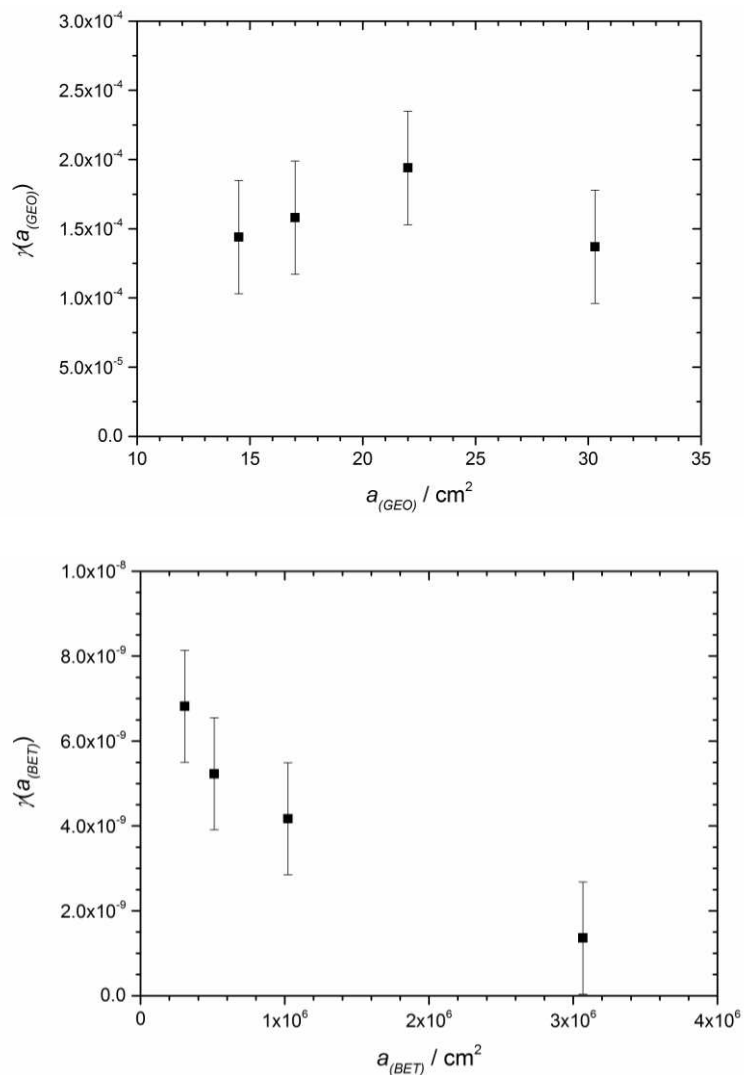 3.0x10⁻⁴
2.5x10⁻⁴
2.0x10⁻⁴
1.5x10⁻⁴
1.0x10⁻⁴
5.0x10⁻⁵
0.0
γ(a(GEO))
10 15 20 25 30 35
a(GEO) / cm²
1.0x10⁻⁸
8.0x10⁻⁹
6.0x10⁻⁹
4.0x10⁻⁹
2.0x10⁻⁹
0.0
γ(a(BET))
0 1x10⁶ 2x10⁶ 3x10⁶ 4x10⁶
a(BET) / cm²